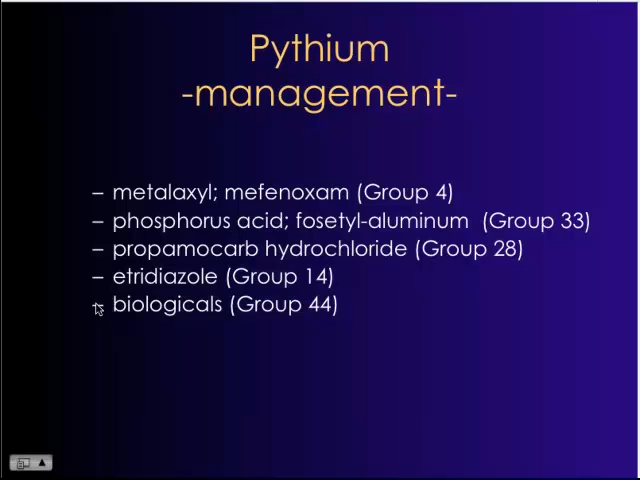 Pythium
-management-
– metalaxyl; mefenoxam (Group 4)
– phosphorus acid; fosetyl-aluminum (Group 33)
– propamocarb hydrochloride (Group 28)
– etridiazole (Group 14)
– biologicals (Group 44)